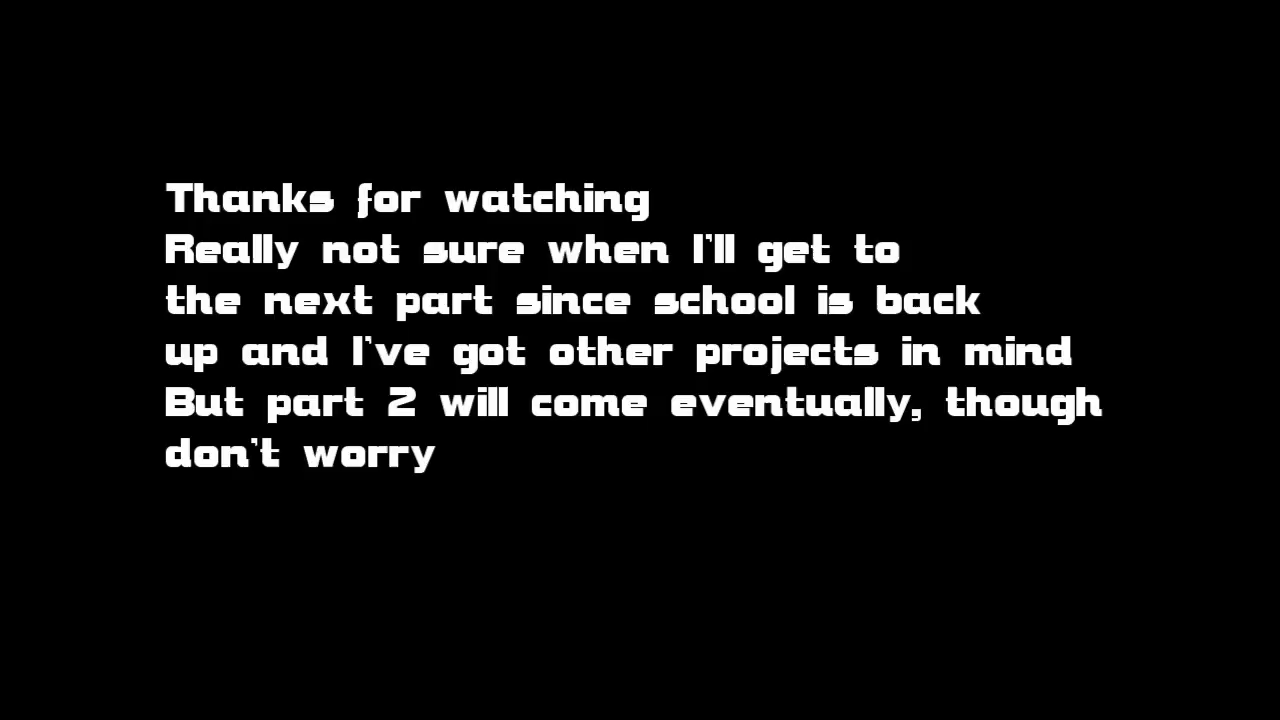 Thanks for watching
Really not sure when I'll get to
the next part since school is back
up and I've got other projects in mind
But part 2 will come eventually, though
don't worry